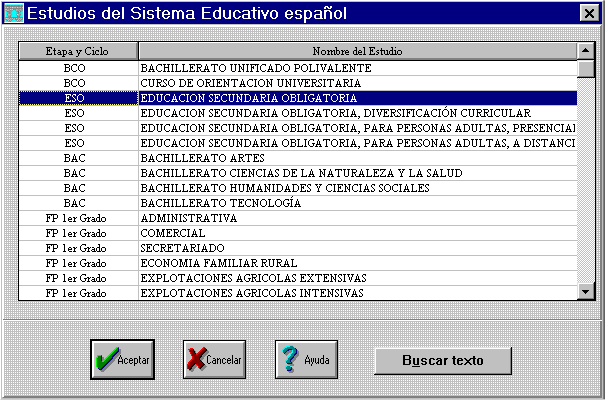 Estudios del Sistema Educativo español
Etapa y Ciclo Nombre del Estudio
BCO BACHILLERATO UNIFICADO POLIVALENTE
BCO CURSO DE ORIENTACION UNIVERSITARIA
ESO EDUCACION SECUNDARIA OBLIGATORIA
ESO EDUCACION SECUNDARIA OBLIGATORIA, DIVERSIFICACIÓN CURRICULAR
ESO EDUCACION SECUNDARIA OBLIGATORIA, PARA PERSONAS ADULTAS, PRESENCIAL
ESO EDUCACION SECUNDARIA OBLIGATORIA, PARA PERSONAS ADULTAS, A DISTANCI
BAC BACHILLERATO ARTES
BAC BACHILLERATO CIENCIAS DE LA NATURALEZA Y LA SALUD
BAC BACHILLERATO HUMANIDADES Y CIENCIAS SOCIALES
BAC BACHILLERATO TECNOLOGÍA
FP 1er Grado ADMINISTRATIVA
FP 1er Grado COMERCIAL
FP 1er Grado SECRETARIADO
FP 1er Grado ECONOMIA FAMILIAR RURAL
FP 1er Grado EXPLOTACIONES AGRICOLAS EXTENSIVAS
FP 1er Grado EXPLOTACIONES AGRICOLAS INTENSIVAS
Aceptar Cancelar Ayuda Buscar texto